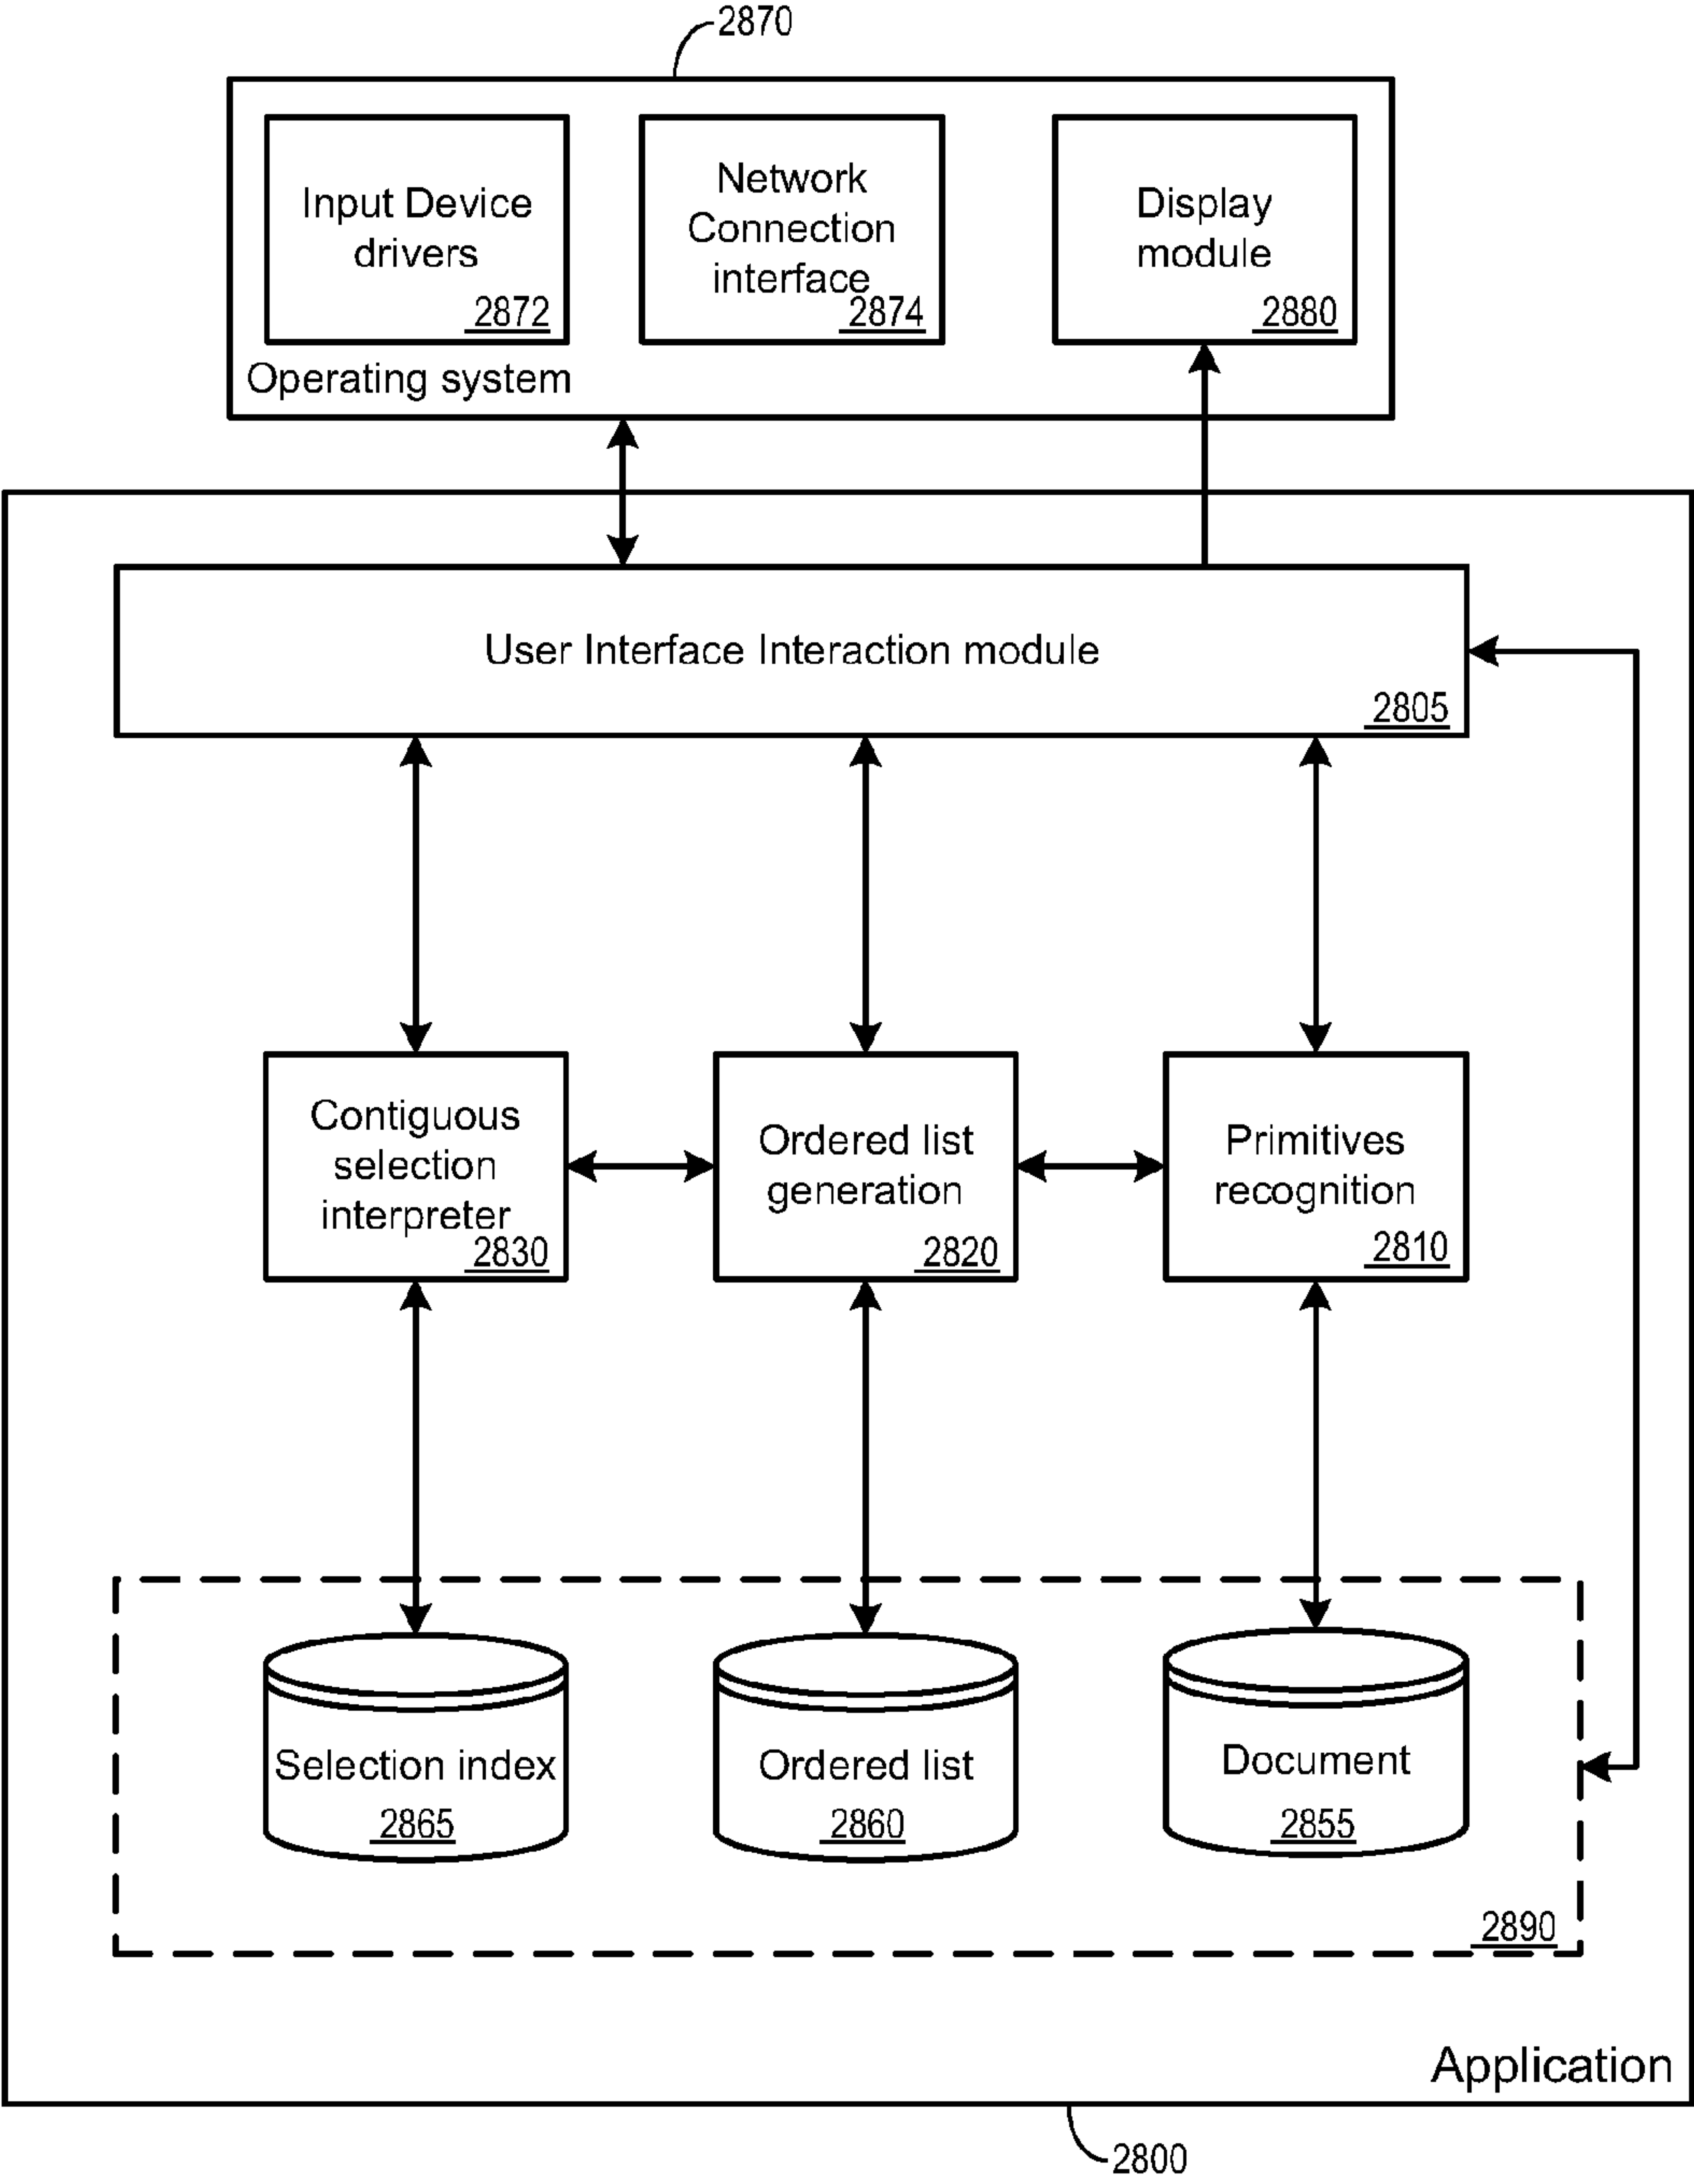 2870
Input Device
drivers
2872
Network
Connection
interface
2874
Display
module
2880
Operating system
User Interface Interaction module
2805
Contiguous
selection
interpreter
2830
Ordered list
generation
2820
Primitives
recognition
2810
Selection index
2865
Ordered list
2860
Document
2855
2890
Application
2800